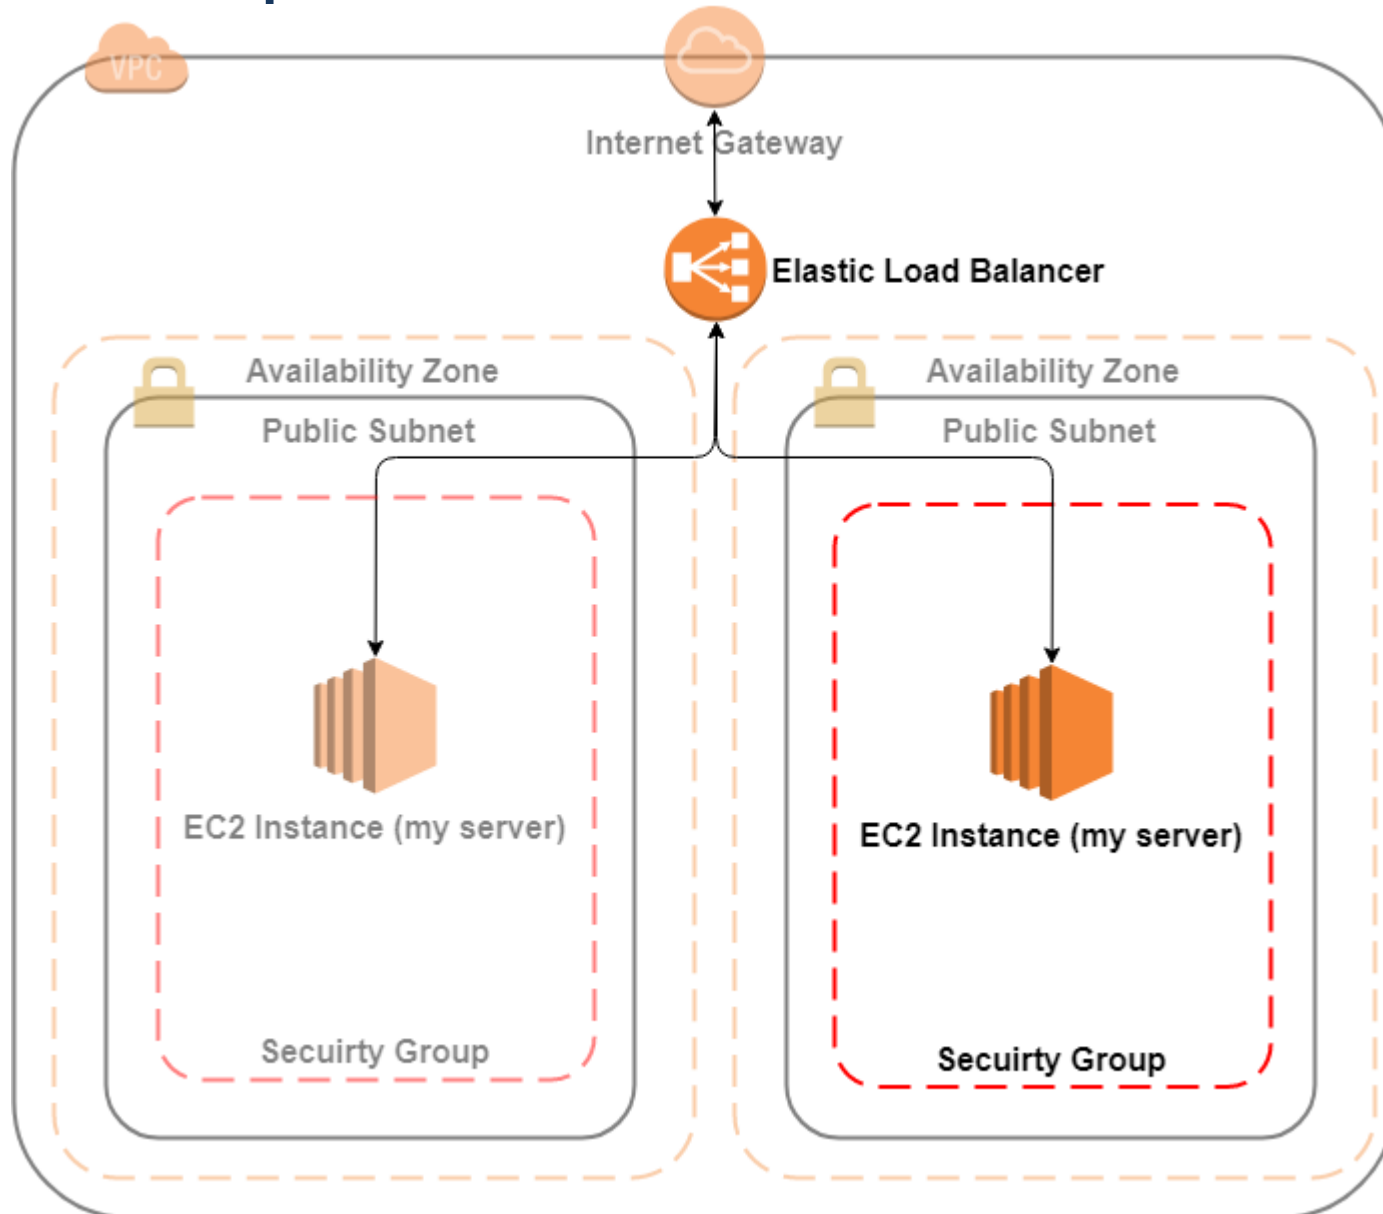 VPC
Internet Gateway
Elastic Load Balancer
Availability Zone
Public Subnet
EC2 Instance (my server)
Secuirty Group
Availability Zone
Public Subnet
EC2 Instance (my server)
Secuirty Group